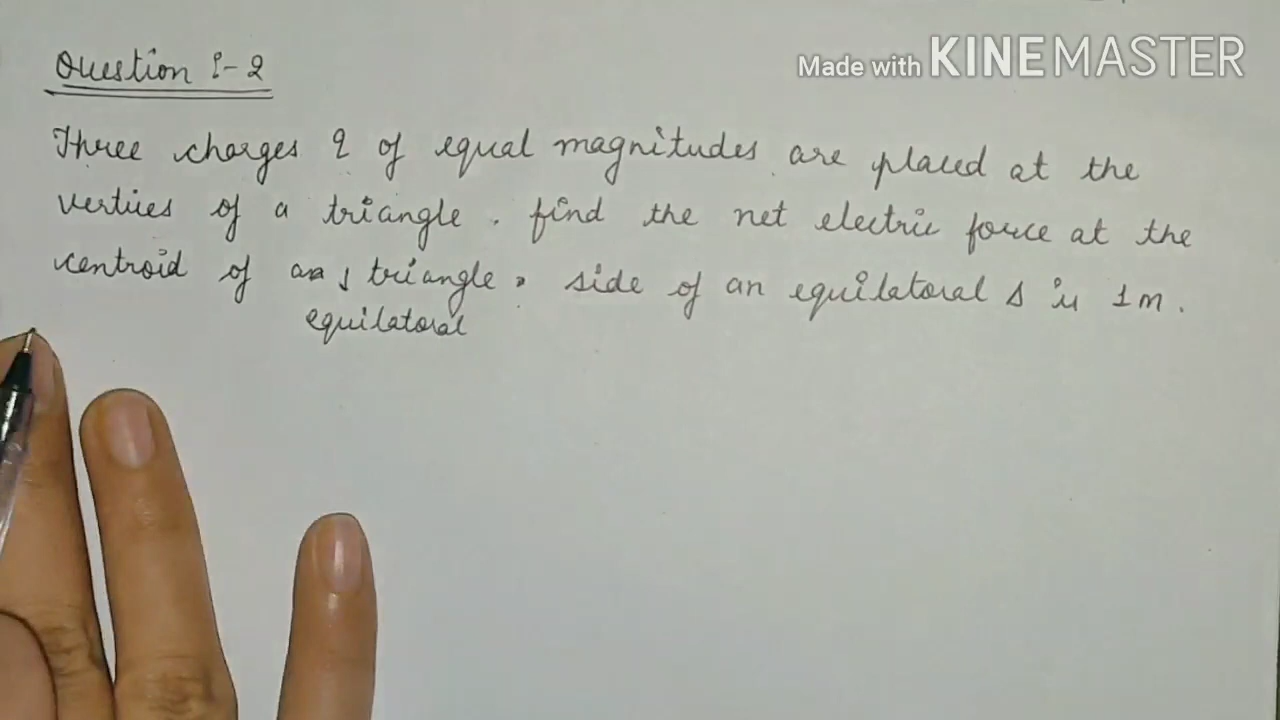 Question :- 2
Made with KINEMASTER
Three charges q of equal magnitudes are placed at the
vertices of a triangle. find the net electric force at the
centroid of an triangle. side of an equilatoral Δ is 1m.
equilatoral